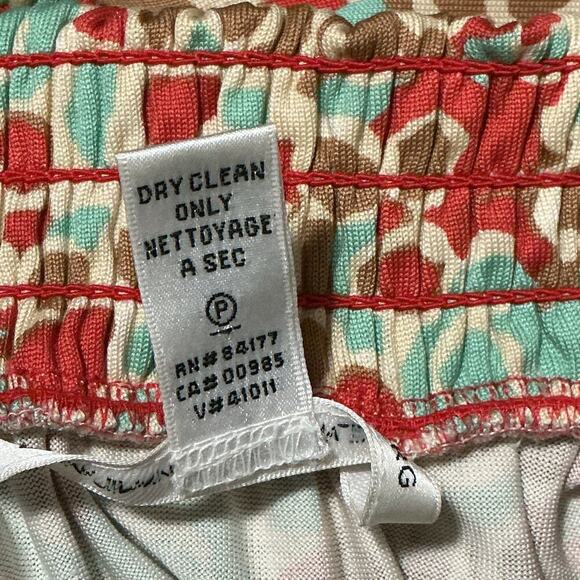 DRY CLEAN
ONLY
NETTOYAGE
A SEC
P
RN# 84177
CA# 00985
V# 41011